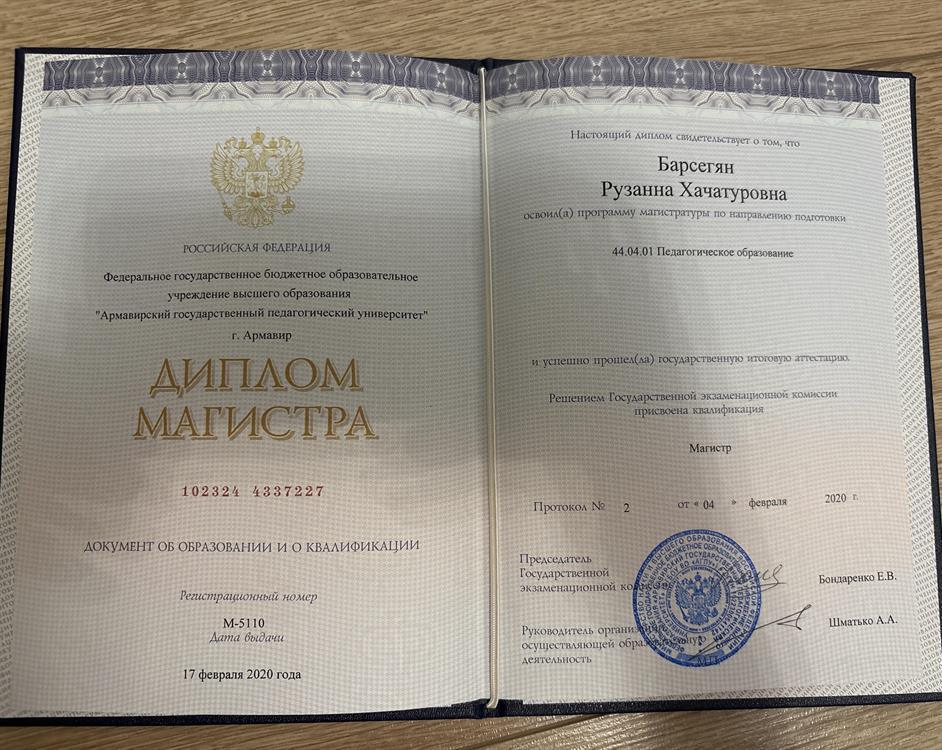 РОССИЙСКАЯ ФЕДЕРАЦИЯ
Федеральное государственное бюджетное образовательное
учреждение высшего образования
"Армавирский государственный педагогический университет"
г. Армавир
ДИПЛОМ
МАГИСТРА
102324 4337227
ДОКУМЕНТ ОБ ОБРАЗОВАНИИ И О КВАЛИФИКАЦИИ
Регистрационный номер
М-5110
Дата выдачи
17 февраля 2020 года
Настоящий диплом свидетельствует о том, что
Барсегян
Рузанна Хачатуровна
освоил(а) программу магистратуры по направлению подготовки
44.04.01 Педагогическое образование
и успешно прошел(ла) государственную итоговую аттестацию.
Решением Государственной экзаменационной комиссии
присвоена квалификация
Магистр
Протокол № 2 от « 04 » февраля 2020 г.
Председатель
Государственной
экзаменационной
Бондаренко Е.В.
Руководитель
Шматько А.А.
осуществляющей
деятельность